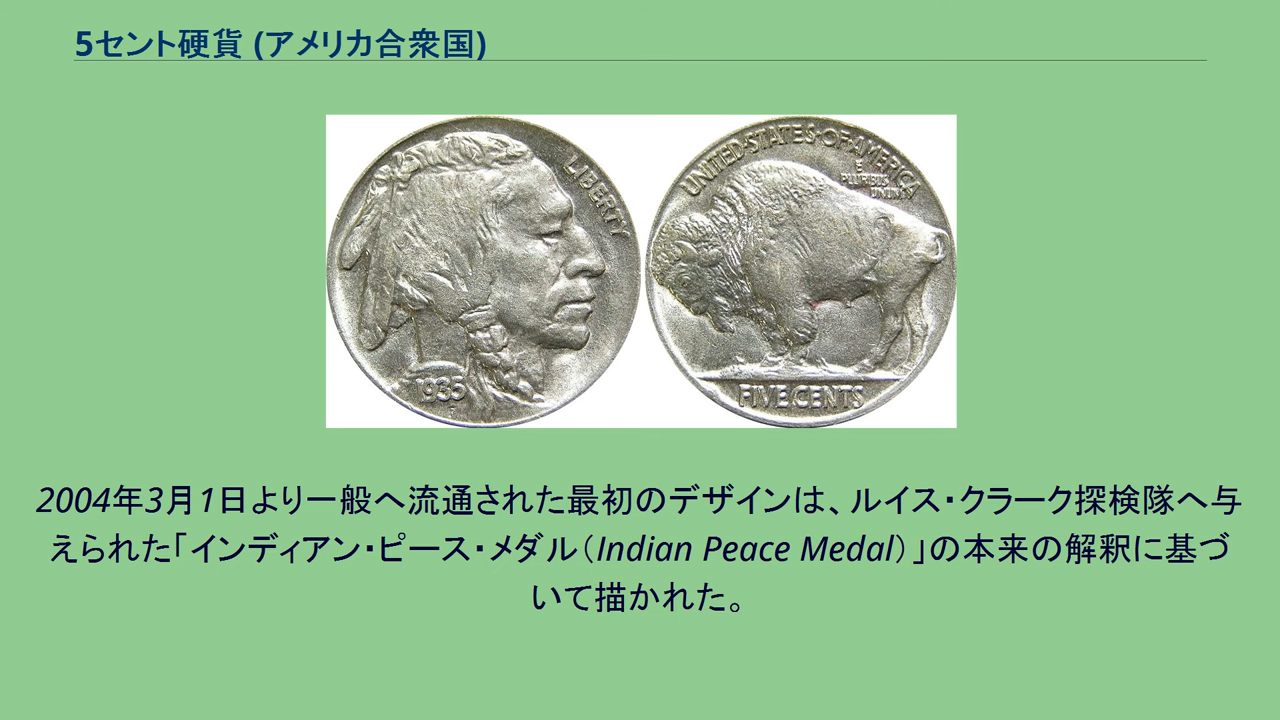 5セント硬貨 (アメリカ合衆国)
LIBERTY
1935
F
UNITED·STATES·OF·AMERICA
E
PLURIBUS
UNUM
FIVE CENTS
2004年3月1日より一般へ流通された最初のデザインは、ルイス・クラーク探検隊へ与
えられた「インディアン・ピース・メダル（Indian Peace Medal）」の本来の解釈に基づ
いて描かれた。